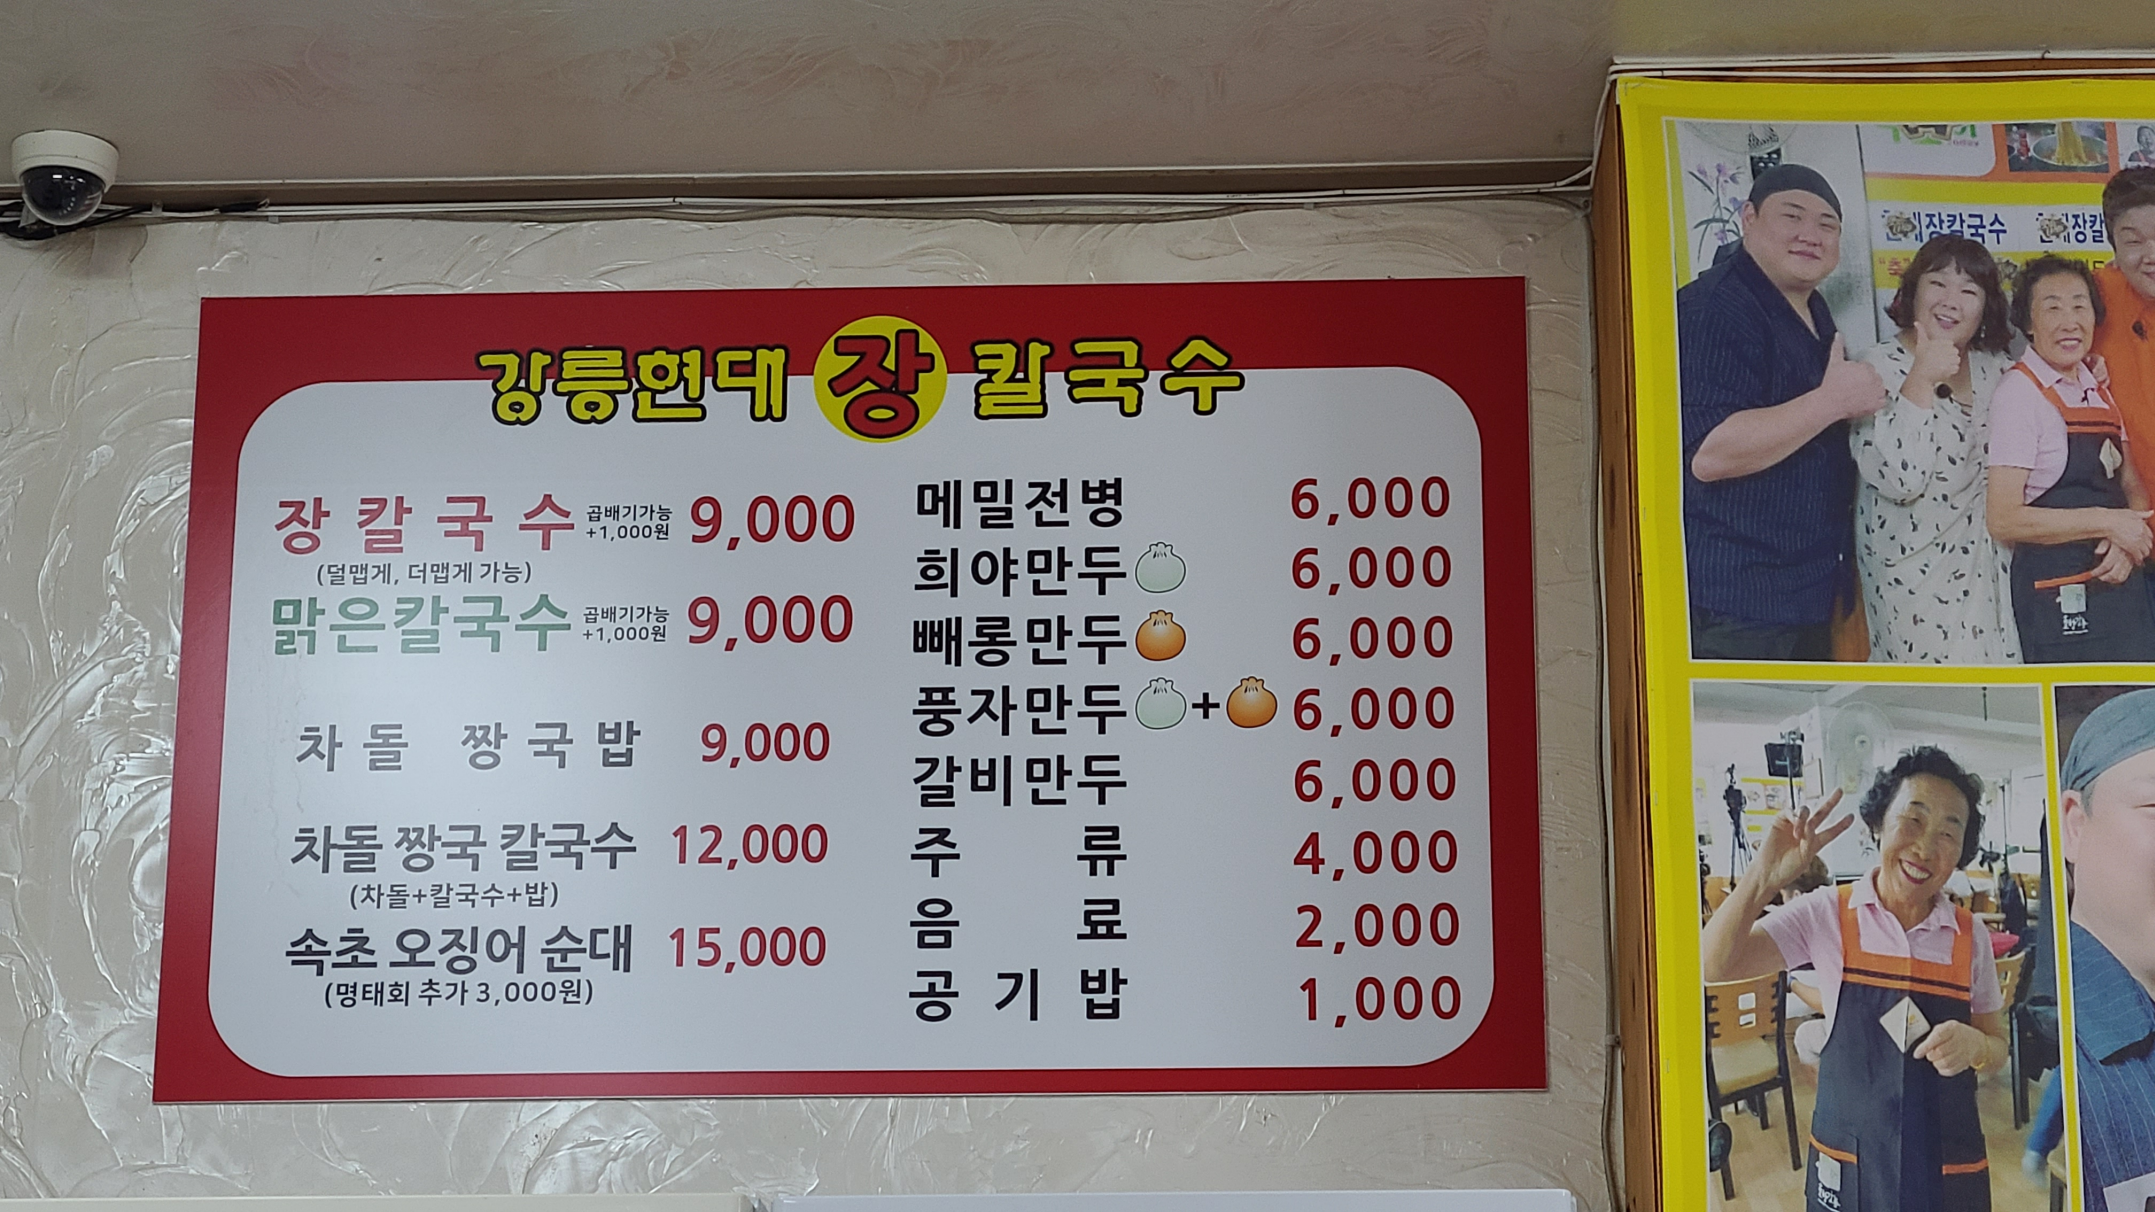 강릉현대 장 칼국수
장칼국수 곱배기가능 +1,000원 9,000
(덜맵게, 더맵게 가능)
맑은칼국수 곱배기가능 +1,000원 9,000
차돌 짱국밥 9,000
차돌 짱국 칼국수 12,000
(차돌+칼국수+밥)
속초 오징어 순대 15,000
(명태회 추가 3,000원)
메밀전병 6,000
희야만두 6,000
빼롱만두 6,000
풍자만두 + 6,000
갈비만두 6,000
주류 4,000
음료 2,000
공기밥 1,000
장칼국수
장칼